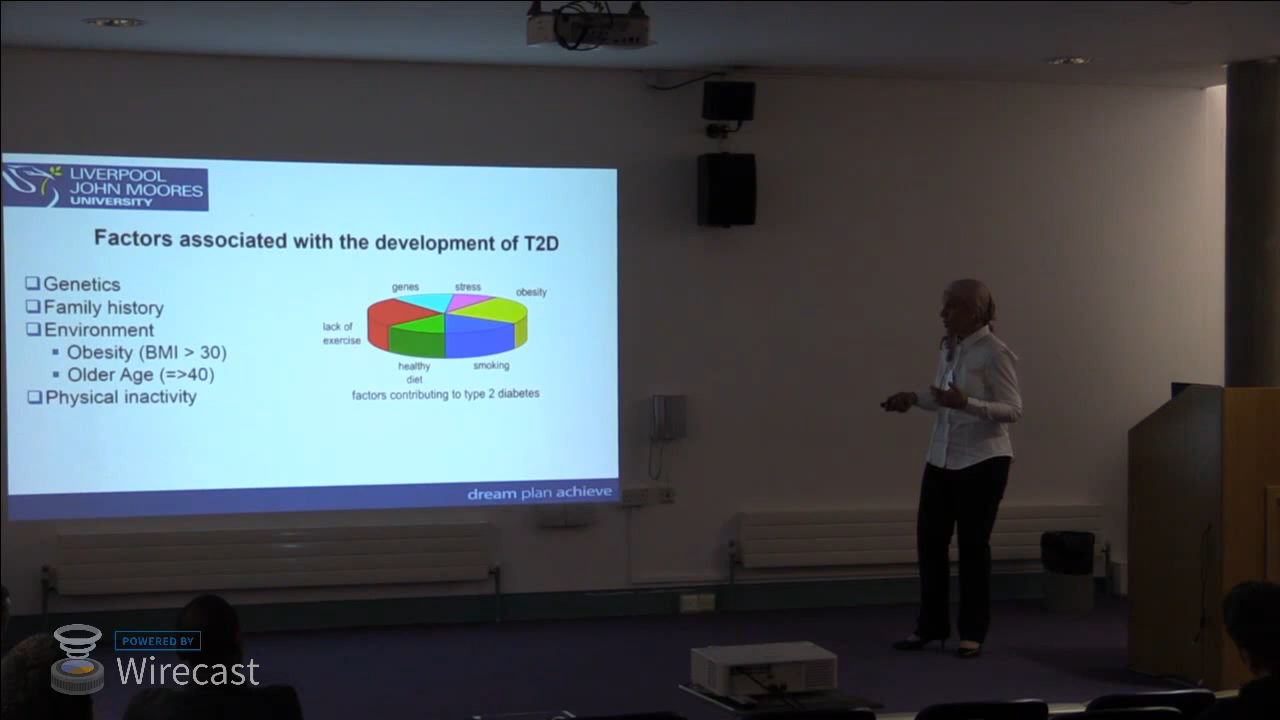 LIVERPOOL
JOHN MOORES
UNIVERSITY
Factors associated with the development of T2D
❑ Genetics
❑ Family history
❑ Environment
▪ Obesity (BMI > 30)
▪ Older Age (=>40)
❑ Physical inactivity
genes
stress
obesity
lack of
exercise
healthy
diet
smoking
factors contributing to type 2 diabetes
dream plan achieve
POWERED BY
Wirecast